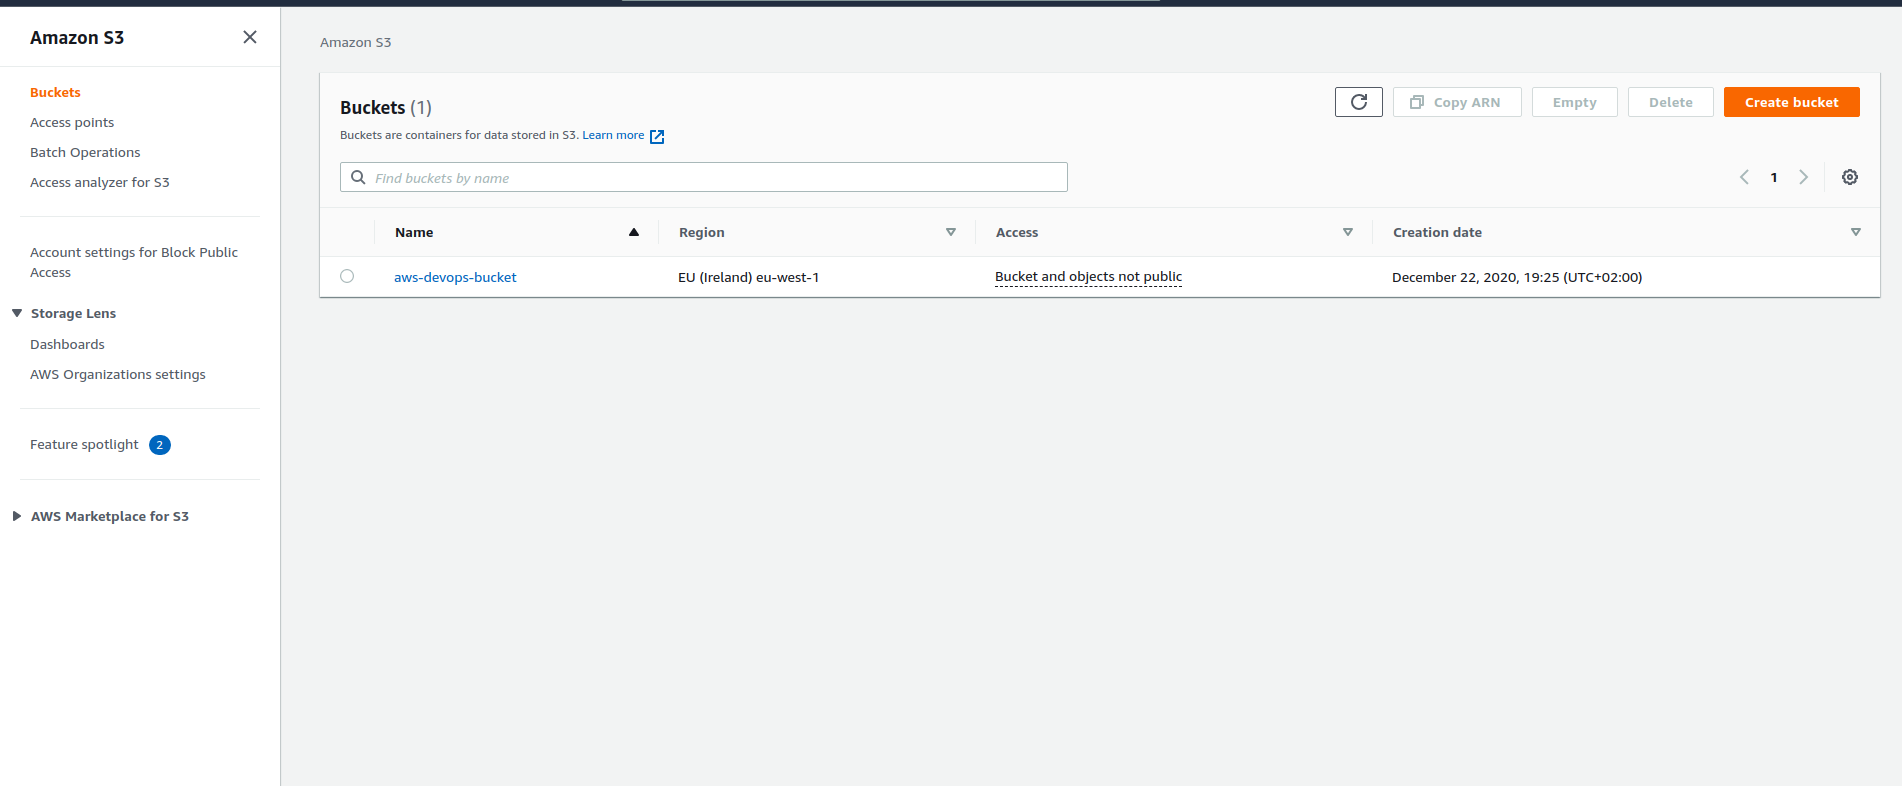 Amazon S3
Buckets
Access points
Batch Operations
Access analyzer for S3
Account settings for Block Public
Access
Storage Lens
Dashboards
AWS Organizations settings
Feature spotlight 2
AWS Marketplace for S3
Amazon S3
Buckets (1)
Copy ARN
Empty
Delete
Create bucket
Buckets are containers for data stored in S3. Learn more
Find buckets by name
1
Name Region Access Creation date
aws-devops-bucket EU (Ireland) eu-west-1 Bucket and objects not public December 22, 2020, 19:25 (UTC+02:00)